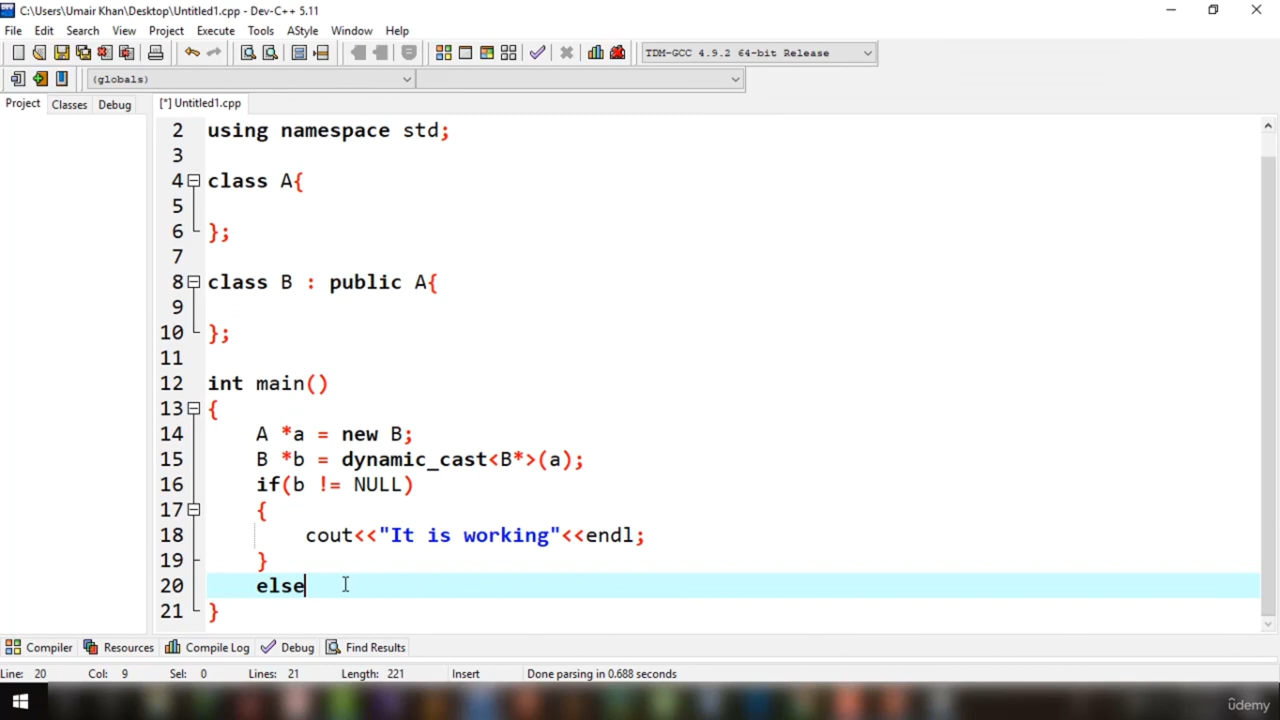 C:\Users\Umair Khan\Desktop\Untitled1.cpp - Dev-C++ 5.11
File Edit Search View Project Execute Tools AStyle Window Help
TDM-GCC 4.9.2 64-bit Release
(globals)
Project Classes Debug [*] Untitled1.cpp
2 using namespace std;
3
4 class A{
5
6 };
7
8 class B : public A{
9
10 };
11
12 int main()
13 {
14 A *a = new B;
15 B *b = dynamic_cast<B*>(a);
16 if(b != NULL)
17 {
18 cout<<"It is working"<<endl;
19 }
20 else
21 }
Compiler Resources Compile Log Debug Find Results
Line: 20 Col: 9 Sel: 0 Lines: 21 Length: 221 Insert Done parsing in 0.688 seconds
ûdemy